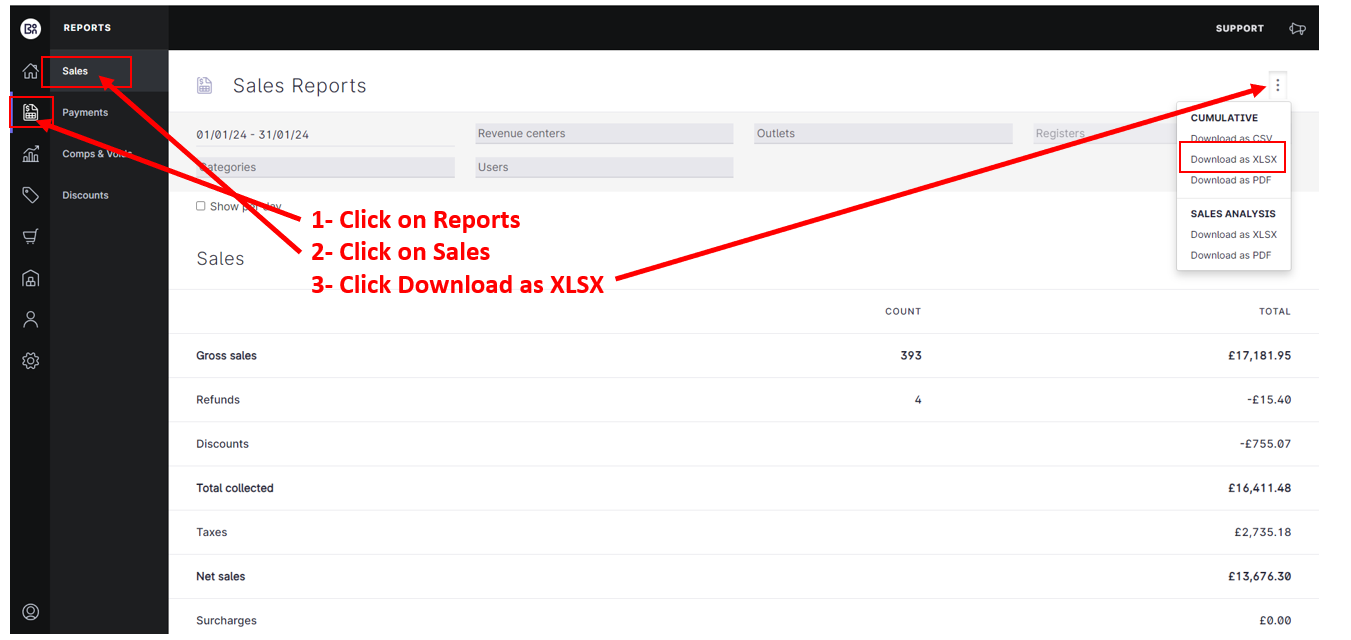 REPORTS
SUPPORT
Sales
Payments
Comps & Voids
Discounts
Sales Reports
CUMULATIVE
Download as CSV
Download as XLSX
Download as PDF
SALES ANALYSIS
Download as XLSX
Download as PDF
01/01/24 - 31/01/24
Revenue centers
Outlets
Registers
Categories
Users
Show per day
1- Click on Reports
2- Click on Sales
3- Click Download as XLSX
Sales
COUNT TOTAL
Gross sales 393 £17,181.95
Refunds 4 -£15.40
Discounts -£755.07
Total collected £16,411.48
Taxes £2,735.18
Net sales £13,676.30
Surcharges £0.00